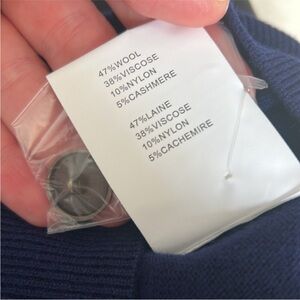 47%WOOL
38%VISCOSE
10%NYLON
5%CASHMERE
47%LAINE
38%VISCOSE
10%NYLON
5%CACHEMIRE